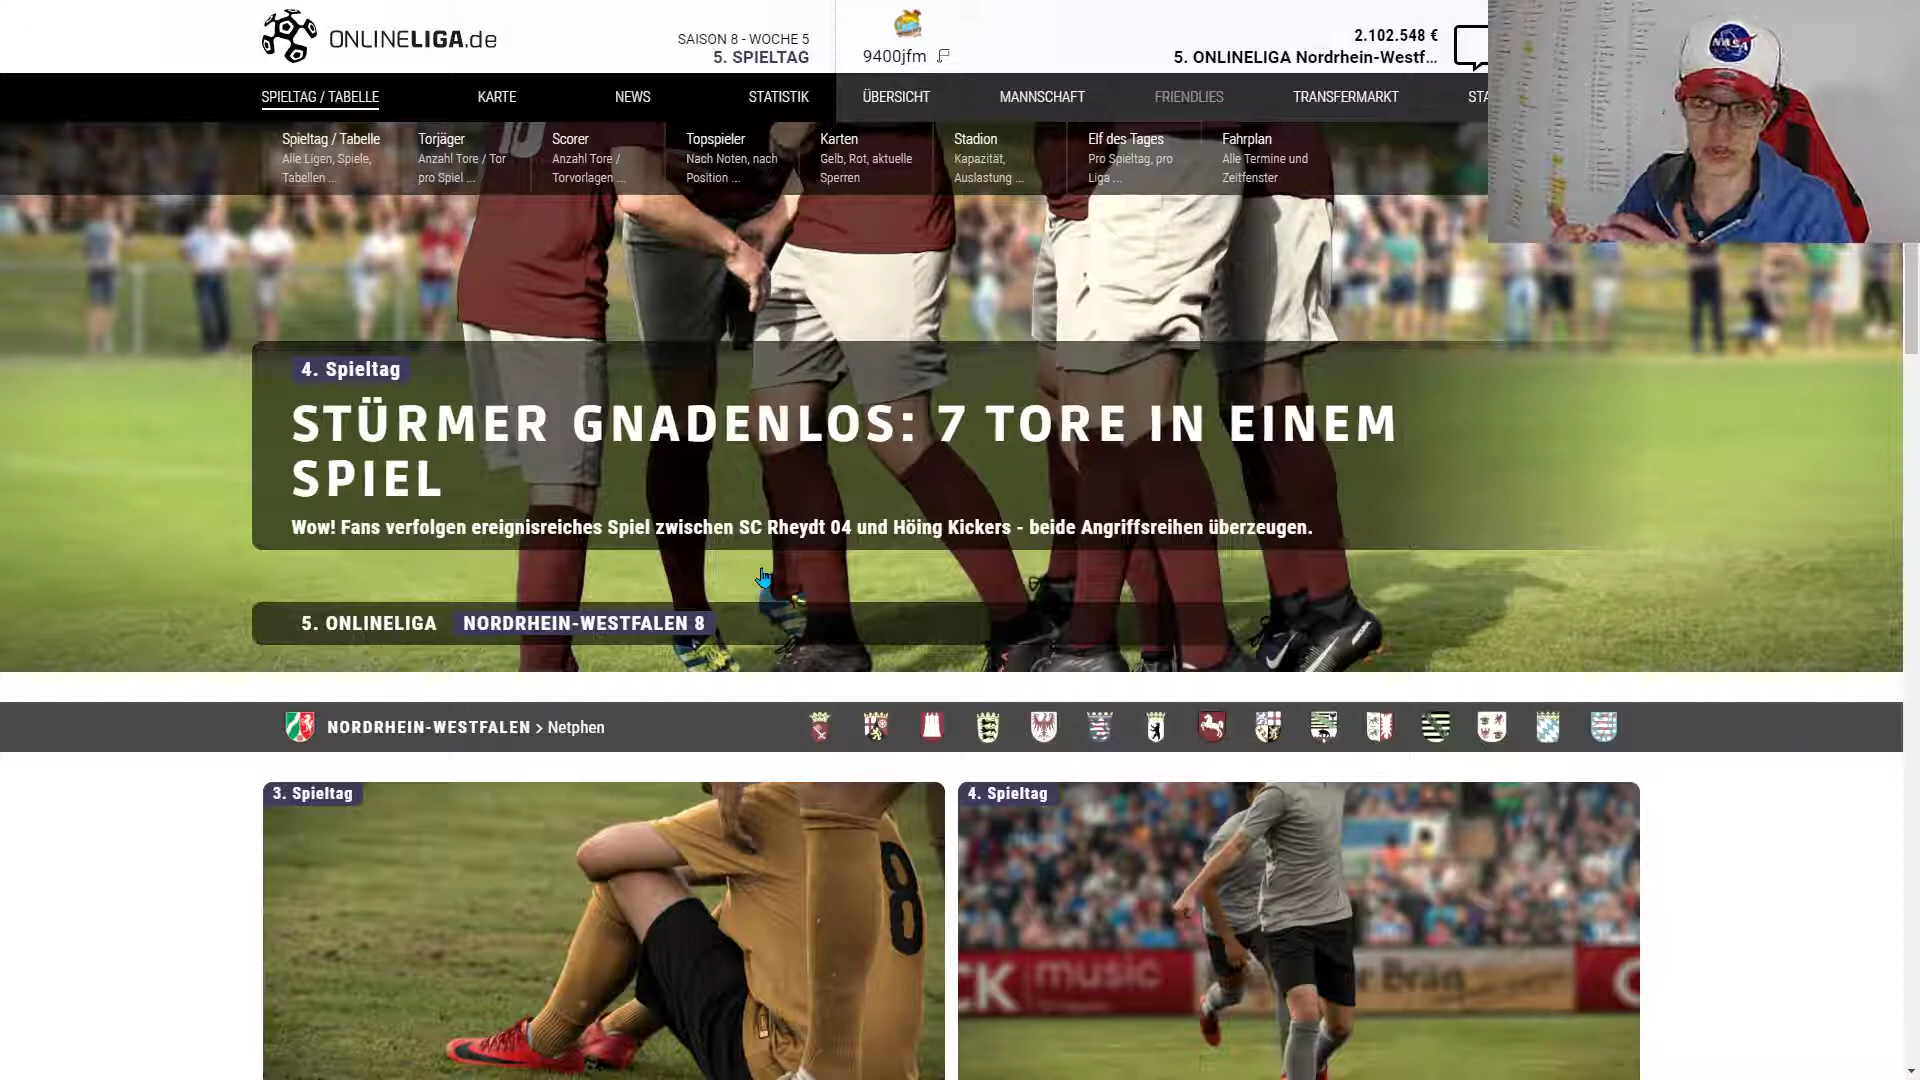 ONLINELIGA.de
SAISON 8 - WOCHE 5
5. SPIELTAG
9400jfm
2.102.548 €
5. ONLINELIGA Nordrhein-Westf...
NASA
SPIELTAG / TABELLE
KARTE
NEWS
STATISTIK
ÜBERSICHT
MANNSCHAFT
FRIENDLIES
TRANSFERMARKT
STA
Spieltag / Tabelle
Alle Ligen, Spiele,
Tabellen ...
Torjäger
Anzahl Tore / Tor
pro Spiel ...
Scorer
Anzahl Tore /
Torvorlagen ...
Topspieler
Nach Noten, nach
Position ...
Karten
Gelb, Rot, aktuelle
Sperren
Stadion
Kapazität,
Auslastung ...
Elf des Tages
Pro Spieltag, pro
Liga ...
Fahrplan
Alle Termine und
Zeitfenster
4. Spieltag
STÜRMER GNADENLOS: 7 TORE IN EINEM
SPIEL
Wow! Fans verfolgen ereignisreiches Spiel zwischen SC Rheydt 04 und Höing Kickers - beide Angriffsreihen überzeugen.
5. ONLINELIGA NORDRHEIN-WESTFALEN 8
NORDRHEIN-WESTFALEN > Netphen
3. Spieltag
8
4. Spieltag
CK music